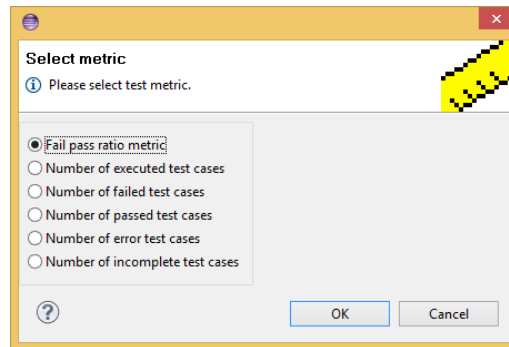 Select metric
Please select test metric.
Fail pass ratio metric
Number of executed test cases
Number of failed test cases
Number of passed test cases
Number of error test cases
Number of incomplete test cases
OK Cancel